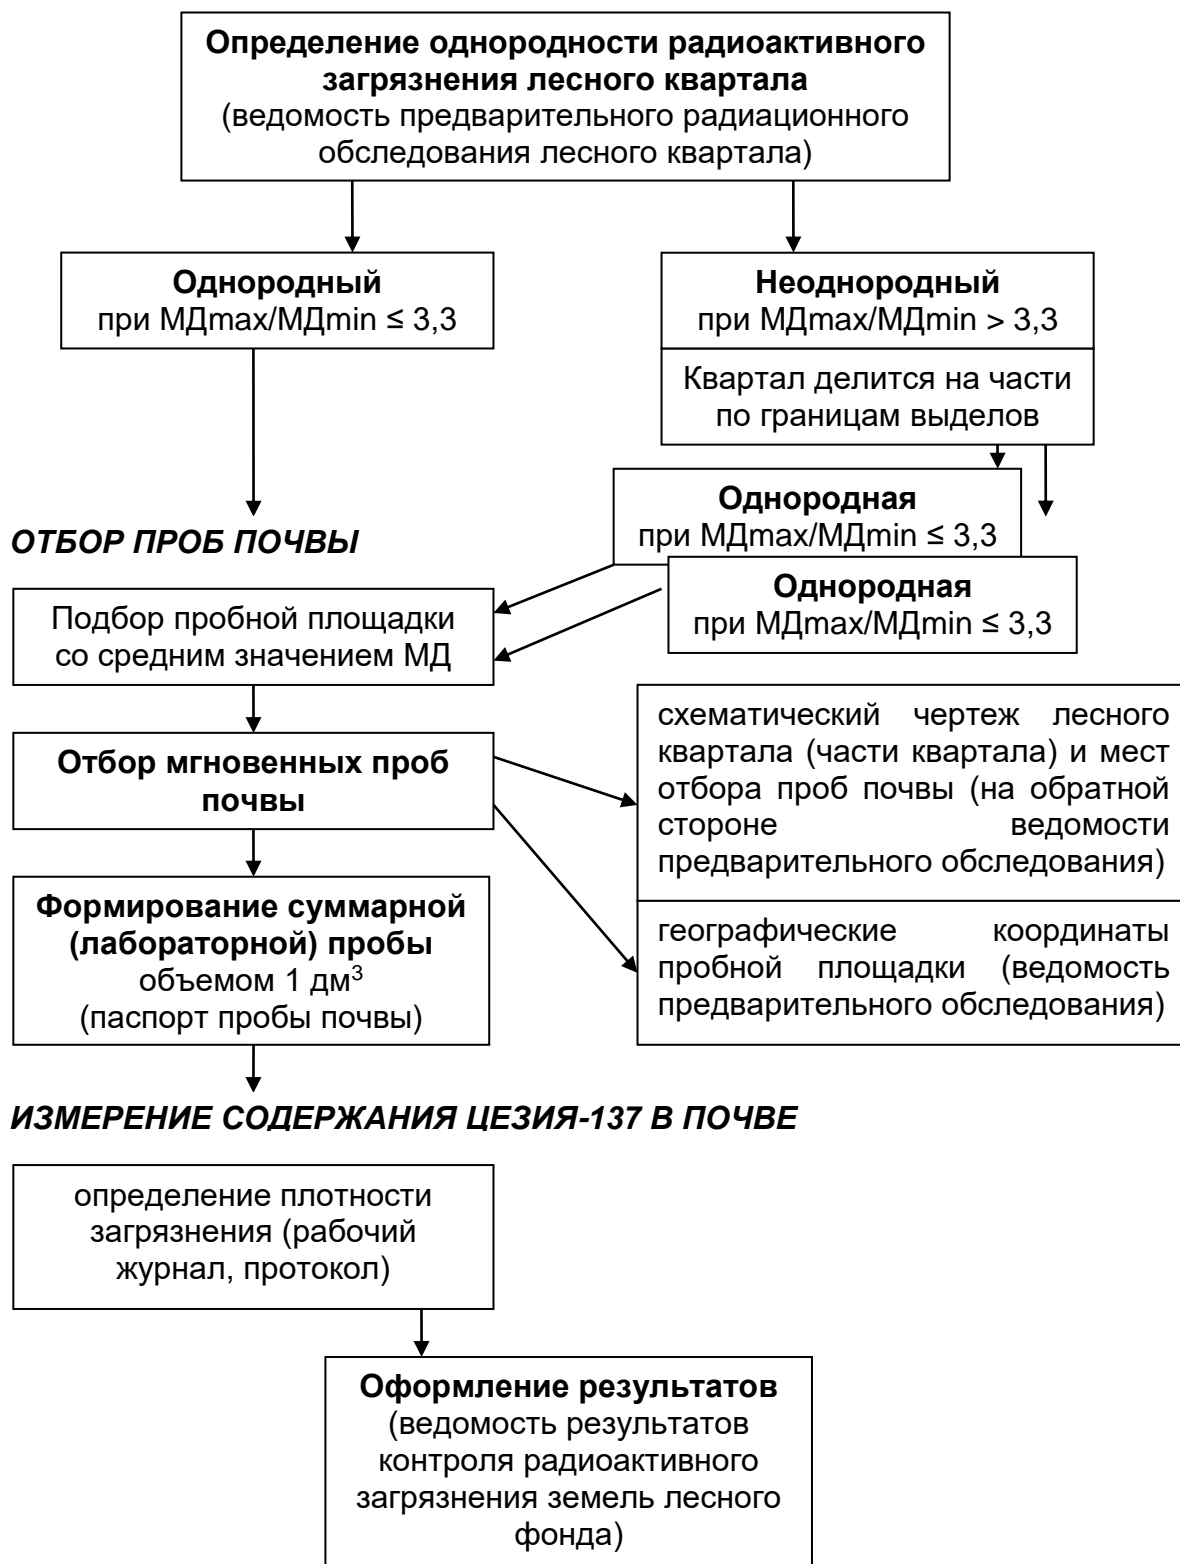 Определение однородности радиоактивного
загрязнения лесного квартала
(ведомость предварительного радиационного
обследования лесного квартала)
Однородный
при МДmax/МДmin ≤ 3,3
Неоднородный
при МДmax/МДmin > 3,3
Квартал делится на части
по границам выделов
Однородная
при МДmax/МДmin ≤ 3,3
ОТБОР ПРОБ ПОЧВЫ
Однородная
при МДmax/МДmin ≤ 3,3
Подбор пробной площадки
со средним значением МД
Отбор мгновенных проб
почвы
схематический чертеж лесного
квартала (части квартала) и мест
отбора проб почвы (на обратной
стороне ведомости
предварительного обследования)
географические координаты
пробной площадки (ведомость
предварительного обследования)
Формирование суммарной
(лабораторной) пробы
объемом 1 дм³
(паспорт пробы почвы)
ИЗМЕРЕНИЕ СОДЕРЖАНИЯ ЦЕЗИЯ-137 В ПОЧВЕ
определение плотности
загрязнения (рабочий
журнал, протокол)
Оформление результатов
(ведомость результатов
контроля радиоактивного
загрязнения земель лесного
фонда)